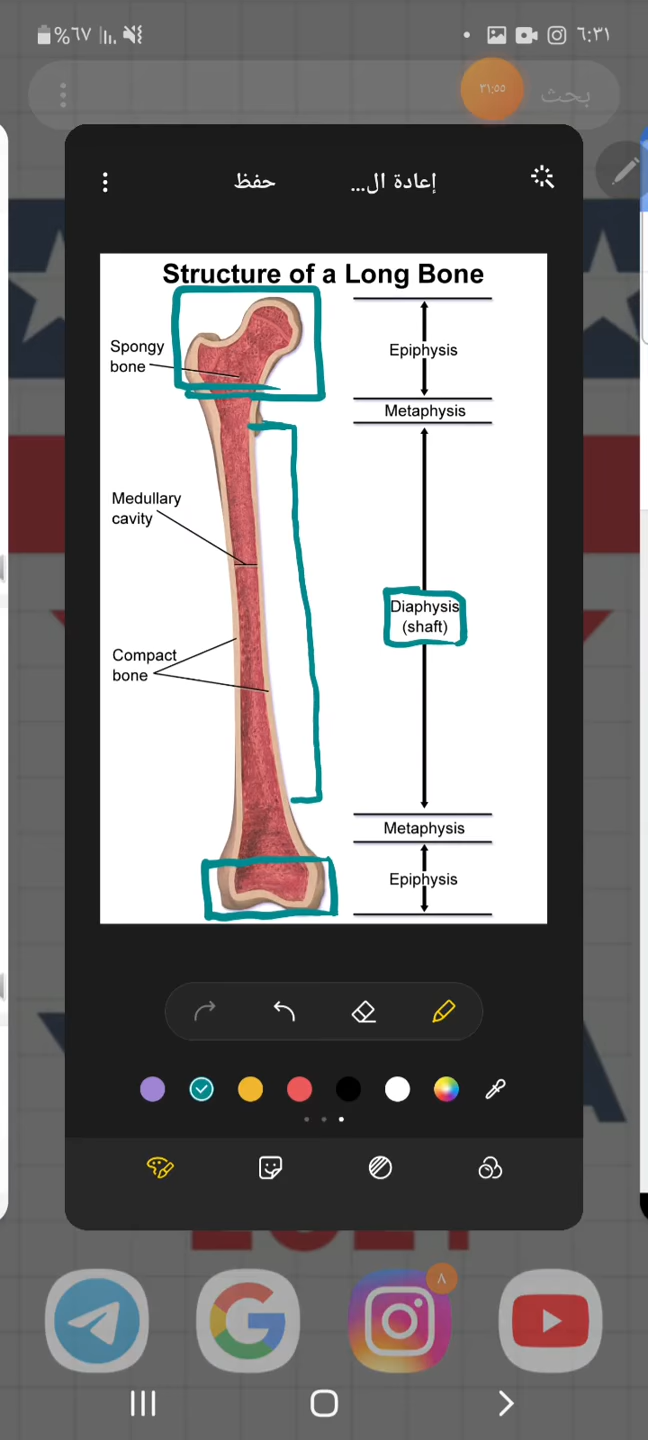 ٦:٣١
%٦٧
٣١:٥٥
بحث
إعادة ال...
حفظ
Structure of a Long Bone
Spongy
bone
Epiphysis
Metaphysis
Medullary
cavity
Diaphysis
(shaft)
Compact
bone
Metaphysis
Epiphysis
٨